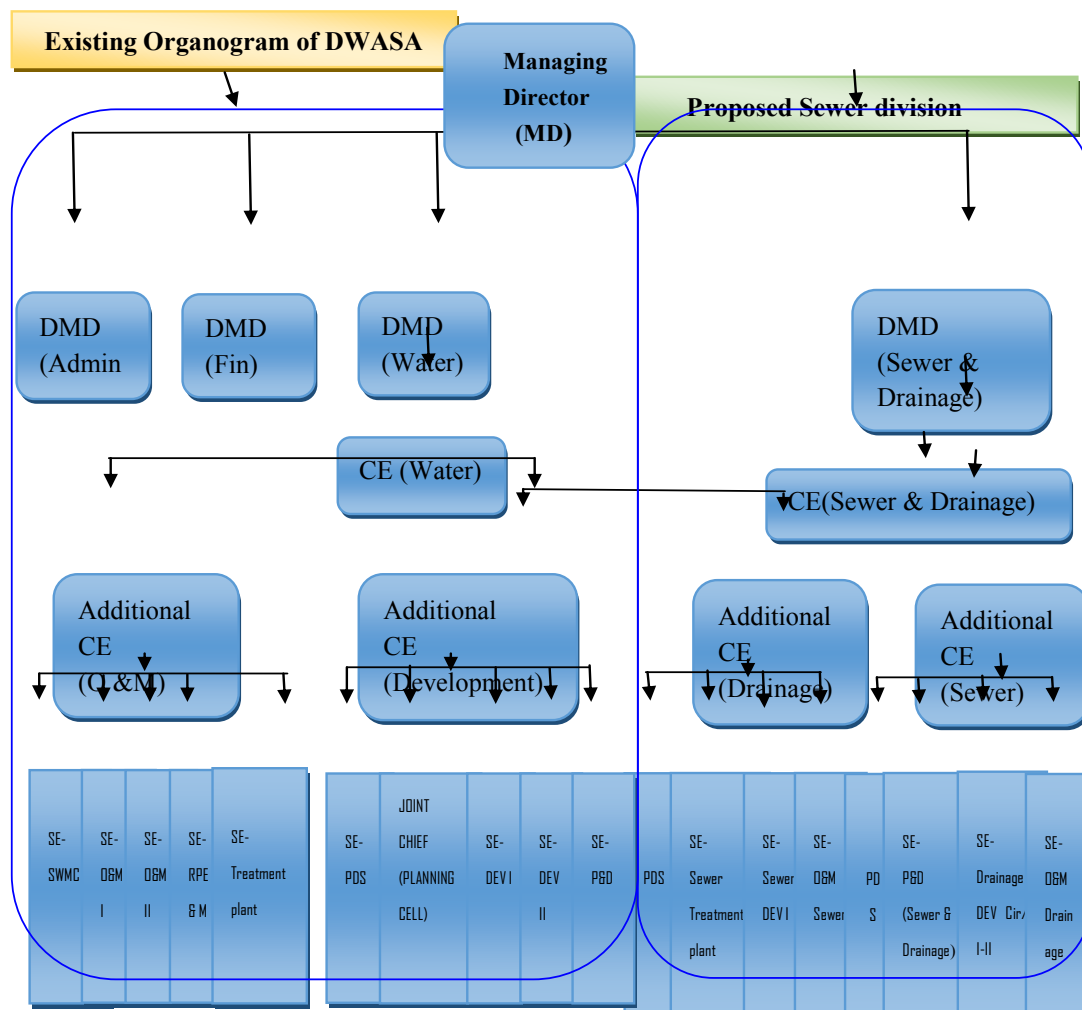 Existing Organogram of DWASA
Managing
Director
(MD)
Proposed Sewer division
DMD
(Admin
DMD
(Fin)
DMD
(Water)
DMD
(Sewer &
Drainage)
CE (Water)
CE(Sewer & Drainage)
Additional
CE
(O &M)
Additional
CE
(Development)
Additional
CE
(Drainage)
Additional
CE
(Sewer)
SE-
SWMC
SE-
O&M
I
SE-
O&M
II
SE-
RPE
& M
SE-
Treatment
plant
SE-
PDS
JOINT
CHIEF
(PLANNING
CELL)
SE-
DEV I
SE-
DEV
II
SE-
P&D
PDS
SE-
Sewer
Treatment
plant
SE-
Sewer
DEV I
SE-
O&M
Sewer
PD
S
SE-
P&D
(Sewer &
Drainage)
SE-
Drainage
DEV Cir/
I-II
SE-
O&M
Drain
age